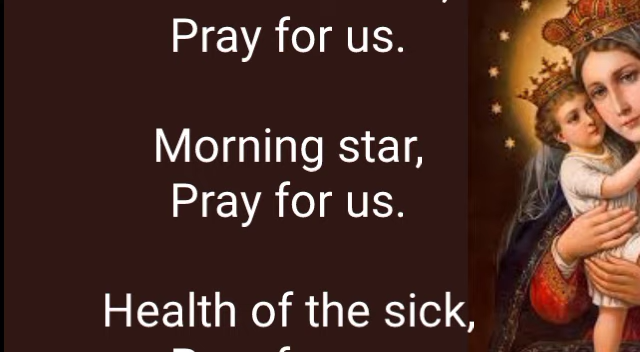 Pray for us.
Morning star,
Pray for us.
Health of the sick,